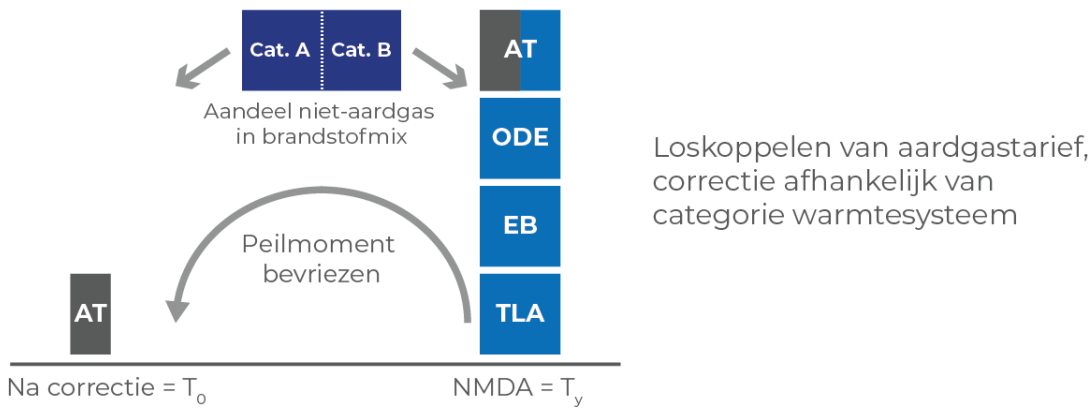 Cat. A
Cat. B
AT
Aandeel niet-aardgas
in brandstofmix
ODE
Loskoppelen van aardgastarief,
correctie afhankelijk van
categorie warmtesysteem
EB
Peilmoment
bevriezen
AT
TLA
Na correctie = T₀
NMDA = Tᵧ